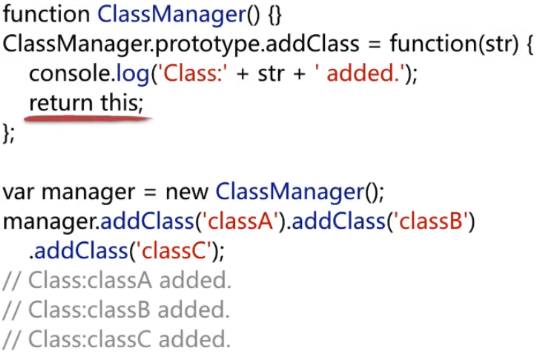 function ClassManager() {}
ClassManager.prototype.addClass = function(str) {
    console.log('Class:' + str + ' added.');
    return this;
};

var manager = new ClassManager();
manager.addClass('classA').addClass('classB')
    .addClass('classC');
// Class:classA added.
// Class:classB added.
// Class:classC added.